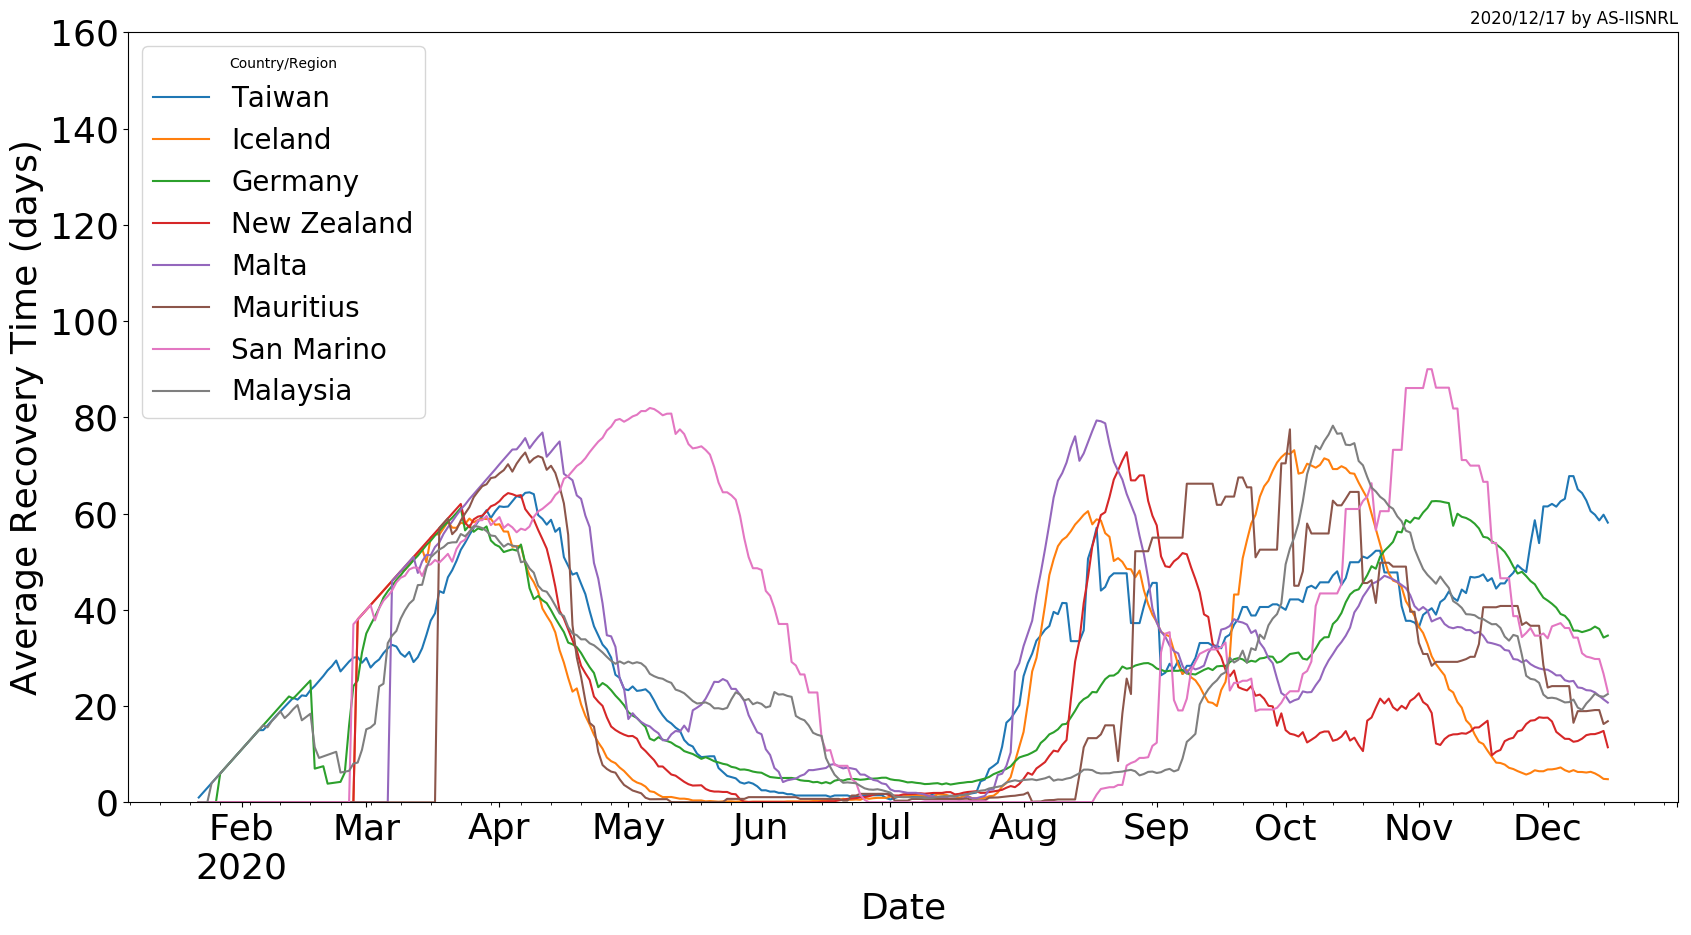 2020/12/17 by AS-IISNRL
160
140
120
100
80
60
40
20
0
Average Recovery Time (days)
Country/Region
Taiwan
Iceland
Germany
New Zealand
Malta
Mauritius
San Marino
Malaysia
Feb Mar Apr May Jun Jul Aug Sep Oct Nov Dec
2020
Date